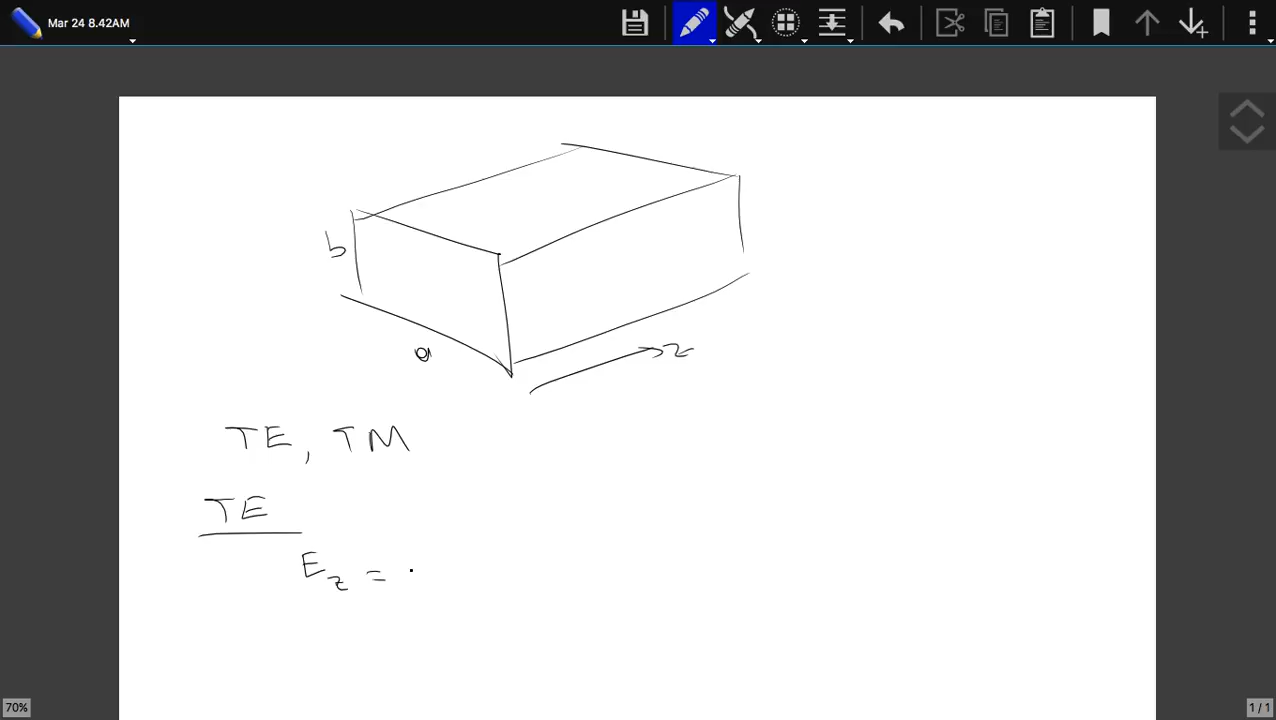 Mar 24 8.42AM
b
a
z
TE, TM
TE
E_z = .
70%
1/1